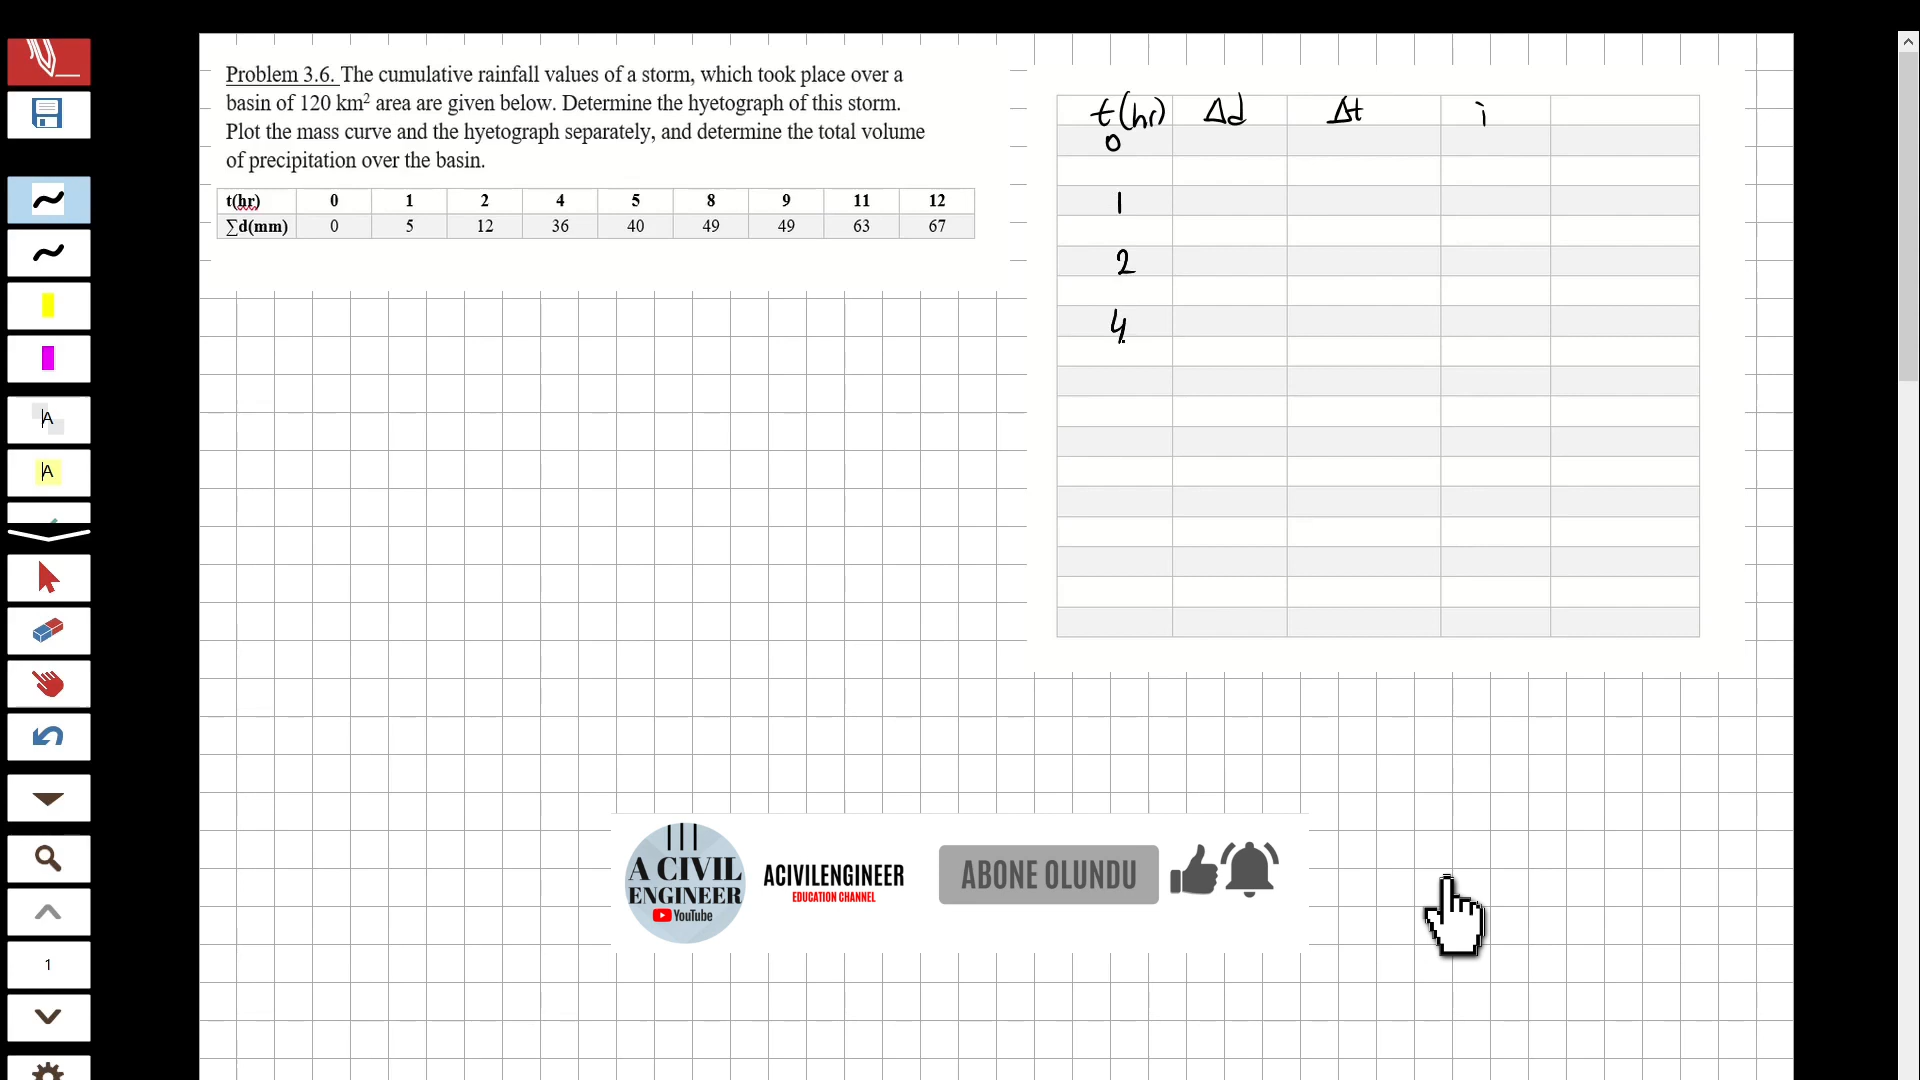 Problem 3.6. The cumulative rainfall values of a storm, which took place over a
basin of 120 km² area are given below. Determine the hyetograph of this storm.
Plot the mass curve and the hyetograph separately, and determine the total volume
of precipitation over the basin.
t(hr) 0 1 2 4 5 8 9 11 12
∑d(mm) 0 5 12 36 40 49 49 63 67
t(hr) Δd Δt i
0
1
2
4
A
A
1
A CIVIL
ENGINEER
YouTube
ACIVILENGINEER
EDUCATION CHANNEL
ABONE OLUNDU